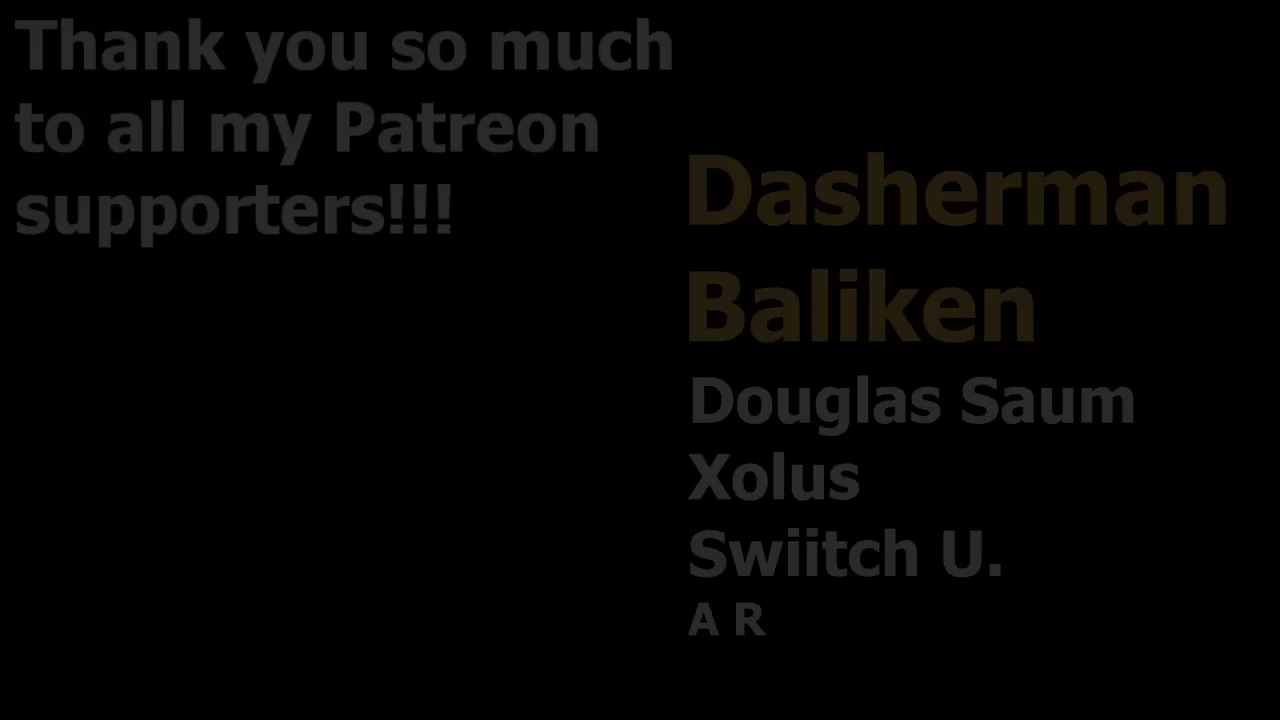 Thank you so much
to all my Patreon
supporters!!!
Dasherman
Baliken
Douglas Saum
Xolus
Swiitch U.
A R